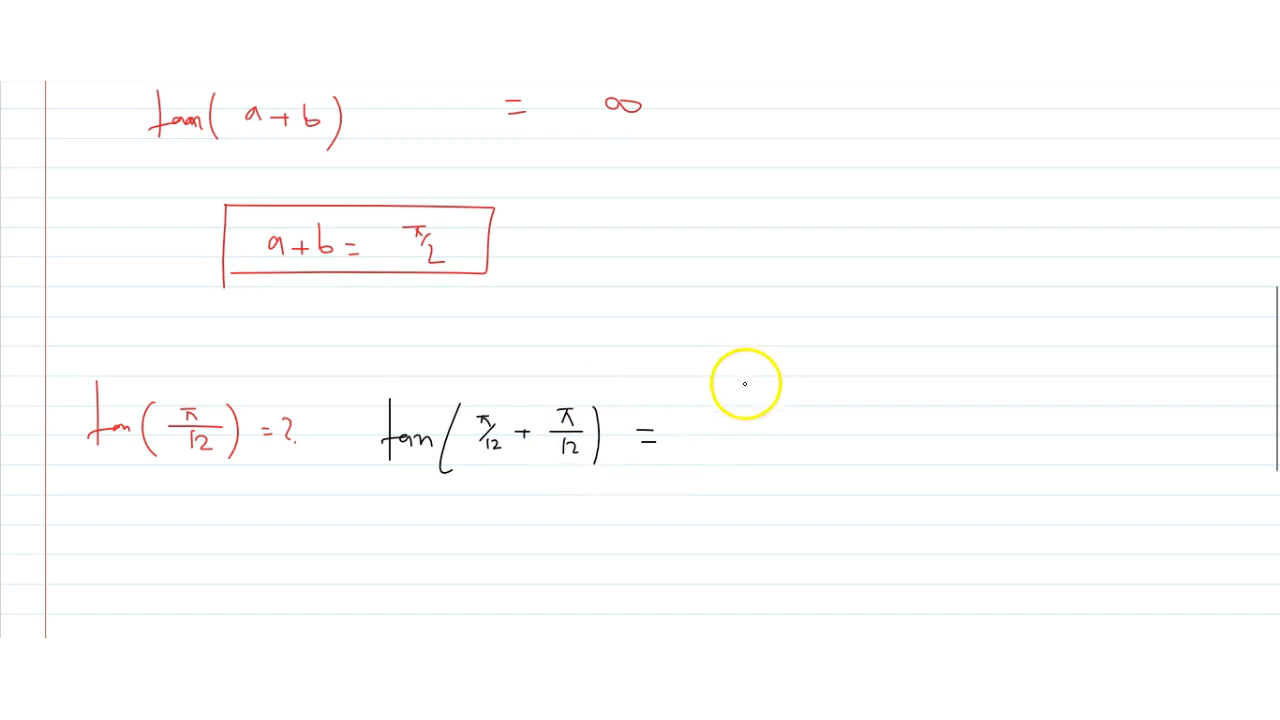 tan( a + b ) = ∞
a + b = π/2
tan( π/12 ) = ? tan( π/12 + π/12 ) =